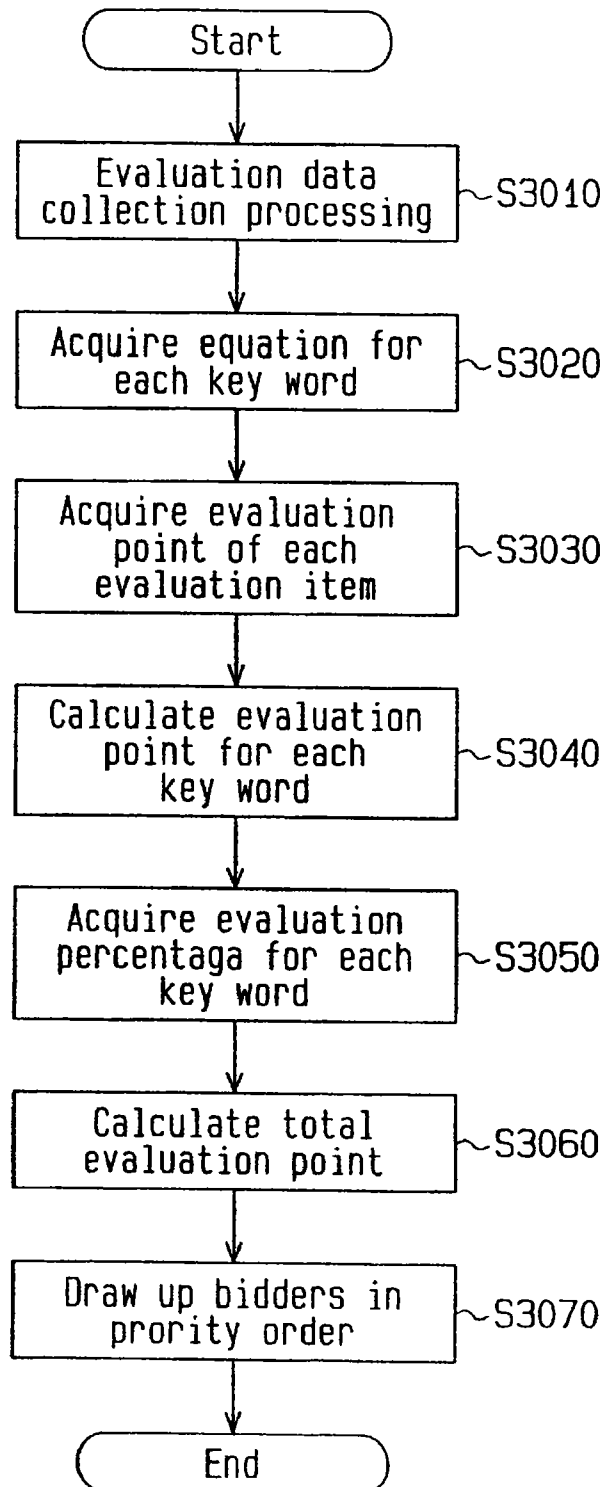 Start
Evaluation data
collection processing
S3010
Acquire equation for
each key word
S3020
Acquire evaluation
point of each
evaluation item
S3030
Calculate evaluation
point for each
key word
S3040
Acquire evaluation
percentaga for each
key word
S3050
Calculate total
evaluation point
S3060
Draw up bidders in
prority order
S3070
End